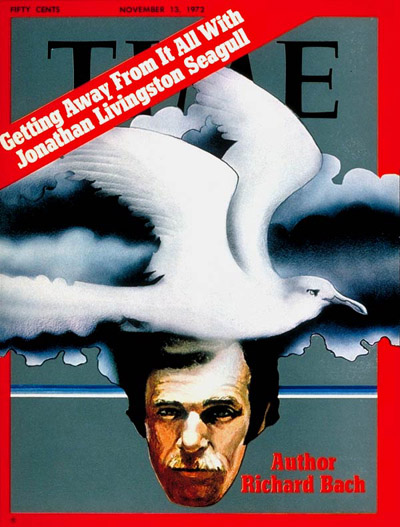 FIFTY CENTS NOVEMBER 13, 1972
TIME
Getting Away From It All With
Jonathan Livingston Seagull
Author
Richard Bach